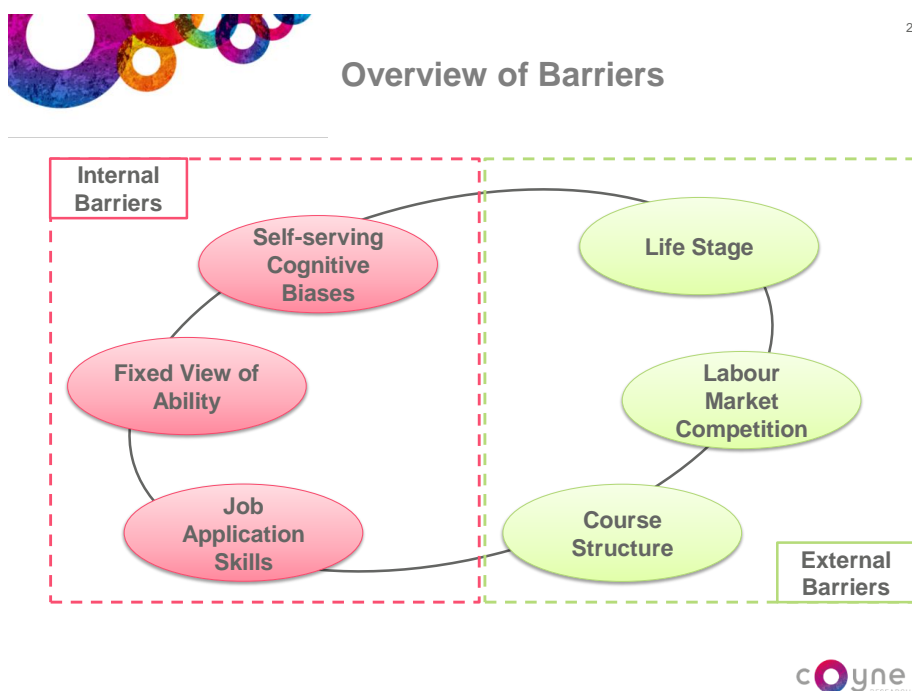 2
Overview of Barriers
Internal
Barriers
Self-serving
Cognitive
Biases
Life Stage
Fixed View of
Ability
Labour
Market
Competition
Job
Application
Skills
Course
Structure
External
Barriers
coyne